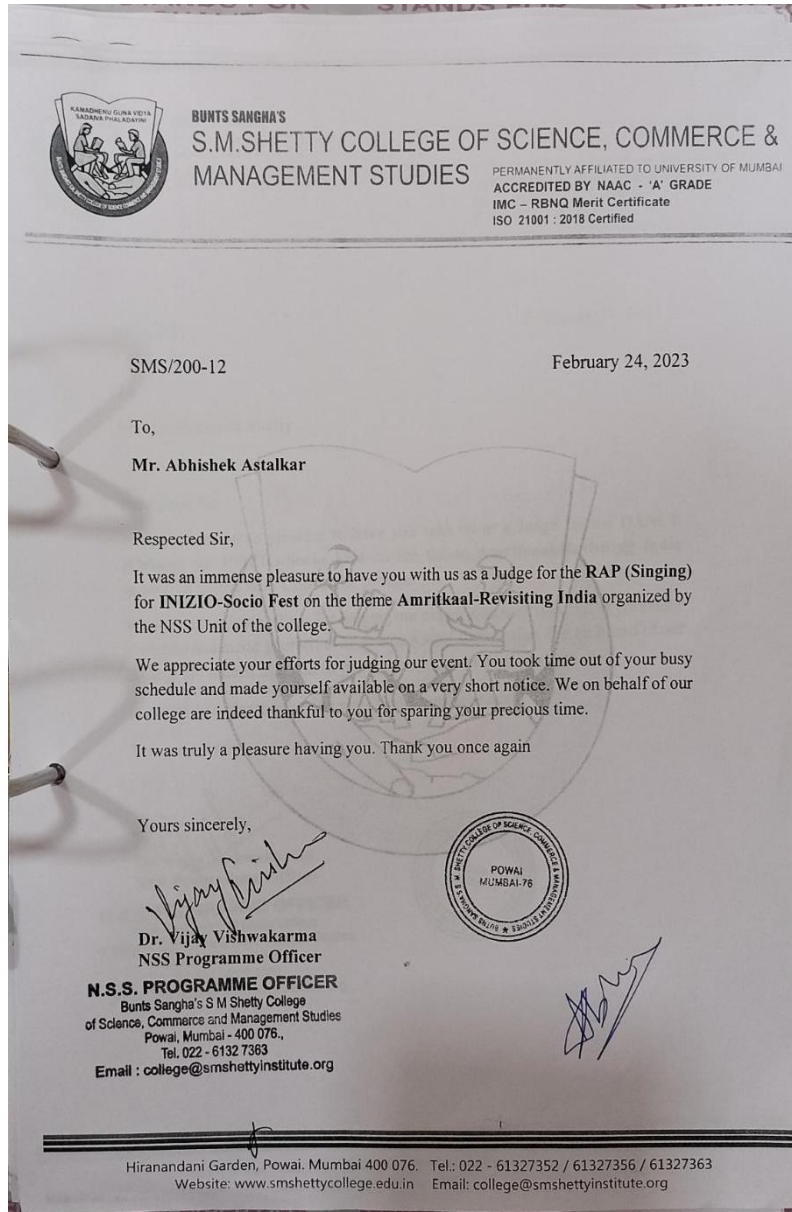 KAMADHENU GUNA VIDYA
SADAIVA PHALADAYINI
BUNTS SANGHA'S
S.M.SHETTY COLLEGE OF SCIENCE, COMMERCE &
MANAGEMENT STUDIES
PERMANENTLY AFFILIATED TO UNIVERSITY OF MUMBAI
ACCREDITED BY NAAC - 'A' GRADE
IMC – RBNQ Merit Certificate
ISO 21001 : 2018 Certified
SMS/200-12
February 24, 2023
To,
Mr. Abhishek Astalkar
Respected Sir,
It was an immense pleasure to have you with us as a Judge for the RAP (Singing)
for INIZIO-Socio Fest on the theme Amritkaal-Revisiting India organized by
the NSS Unit of the college.
We appreciate your efforts for judging our event. You took time out of your busy
schedule and made yourself available on a very short notice. We on behalf of our
college are indeed thankful to you for sparing your precious time.
It was truly a pleasure having you. Thank you once again
Yours sincerely,
Dr. Vijay Vishwakarma
NSS Programme Officer
N.S.S. PROGRAMME OFFICER
Bunts Sangha's S M Shetty College
of Science, Commerce and Management Studies
Powai, Mumbai - 400 076.,
Tel. 022 - 6132 7363
Email : college@smshettyinstitute.org
POWAI
MUMBAI-76
Hiranandani Garden, Powai. Mumbai 400 076. Tel.: 022 - 61327352 / 61327356 / 61327363
Website: www.smshettycollege.edu.in Email: college@smshettyinstitute.org